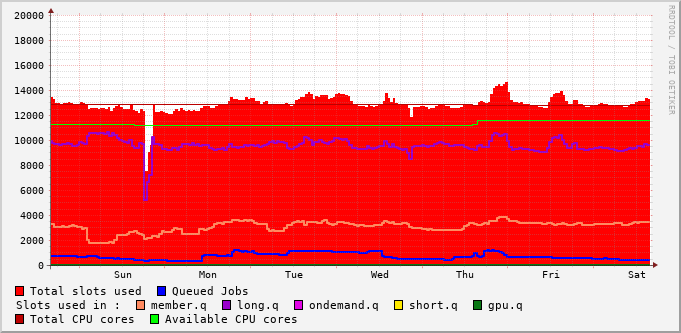 RRDTOOL / TOBI OETIKER
20000
18000
16000
14000
12000
10000
8000
6000
4000
2000
0
Sun Mon Tue Wed Thu Fri Sat
Total slots used Queued Jobs
Slots used in : member.q long.q ondemand.q short.q gpu.q
Total CPU cores Available CPU cores